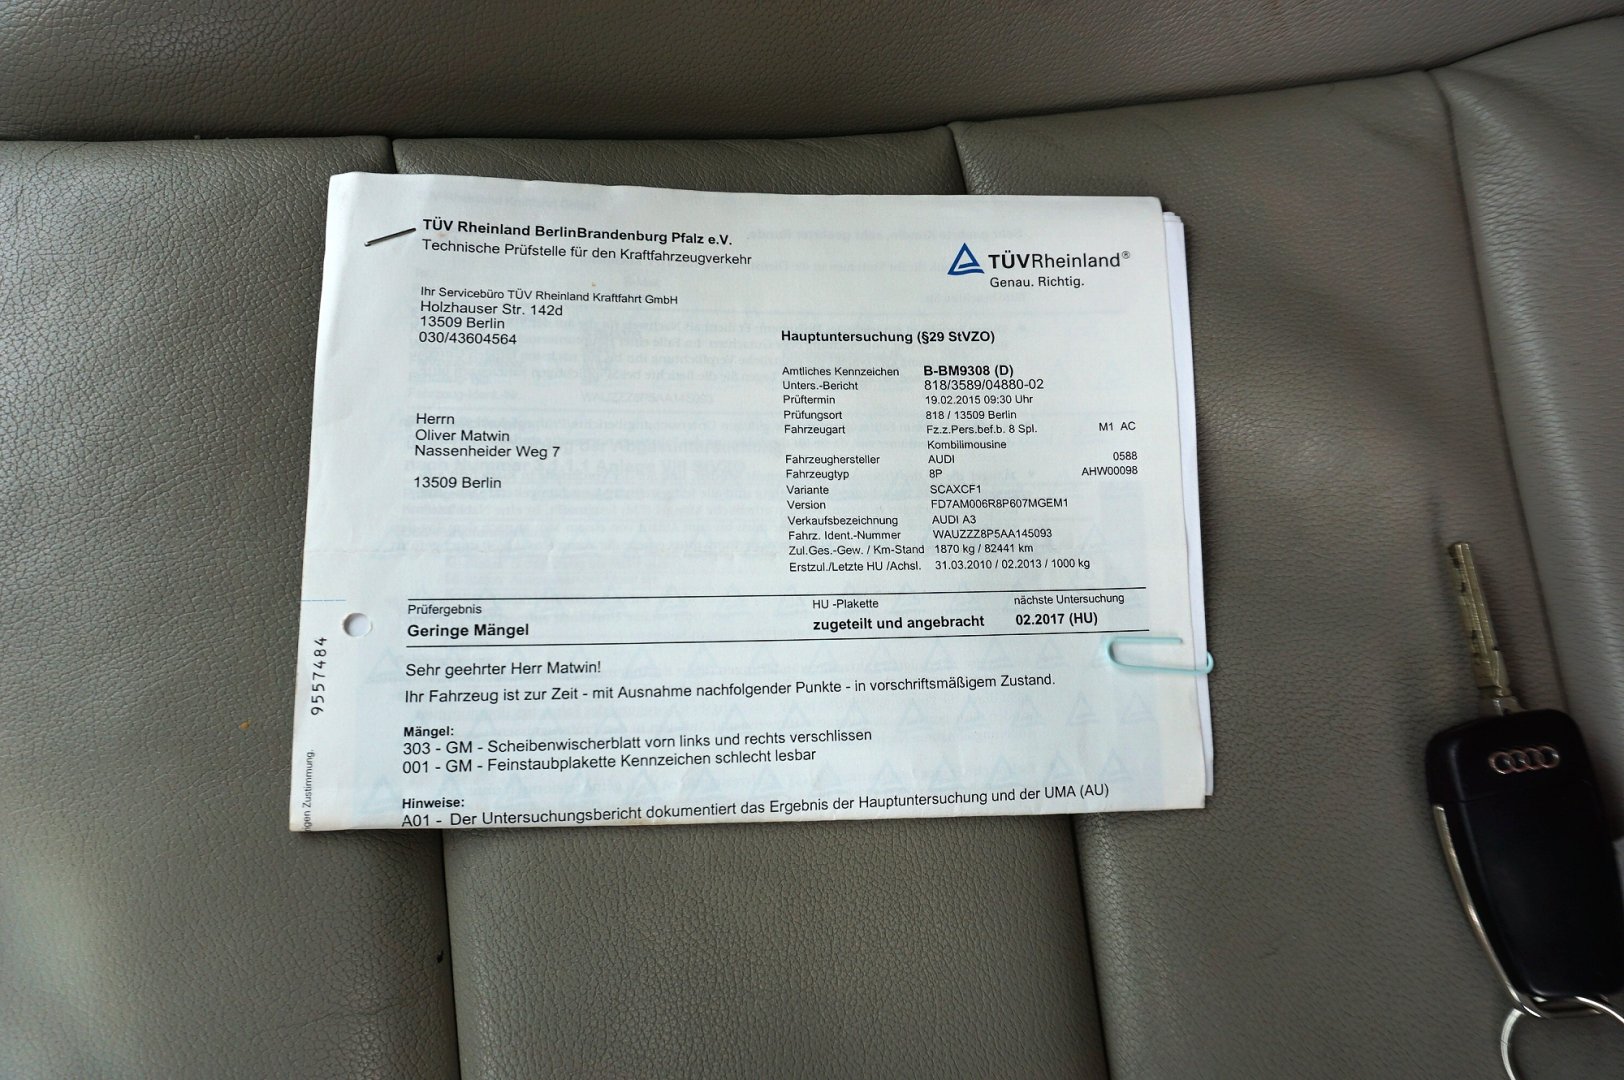 TÜV Rheinland BerlinBrandenburg Pfalz e.V.
Technische Prüfstelle für den Kraftfahrzeugverkehr
TÜVRheinland®
Genau. Richtig.
Ihr Servicebüro TÜV Rheinland Kraftfahrt GmbH
Holzhauser Str. 142d
13509 Berlin
030/43604564
Herrn
Oliver Matwin
Nassenheider Weg 7
13509 Berlin
Hauptuntersuchung (§29 StVZO)
Amtliches Kennzeichen B-BM9308 (D)
Unters.-Bericht 818/3589/04880-02
Prüftermin 19.02.2015 09:30 Uhr
Prüfungsort 818 / 13509 Berlin
Fahrzeugart Fz.z.Pers.bef.b. 8 Spl. M1 AC
Kombilimousine
Fahrzeughersteller AUDI 0588
Fahrzeugtyp 8P AHW00098
Variante SCAXCF1
Version FD7AM006R8P607MGEM1
Verkaufsbezeichnung AUDI A3
Fahrz. Ident.-Nummer WAUZZZ8P5AA145093
Zul.Ges.-Gew. / Km-Stand 1870 kg / 82441 km
Erstzul./Letzte HU /Achsl. 31.03.2010 / 02.2013 / 1000 kg
Prüfergebnis HU -Plakette nächste Untersuchung
Geringe Mängel zugeteilt und angebracht 02.2017 (HU)
Sehr geehrter Herr Matwin!
Ihr Fahrzeug ist zur Zeit - mit Ausnahme nachfolgender Punkte - in vorschriftsmäßigem Zustand.
Mängel:
303 - GM - Scheibenwischerblatt vorn links und rechts verschlissen
001 - GM - Feinstaubplakette Kennzeichen schlecht lesbar
Hinweise:
A01 - Der Untersuchungsbericht dokumentiert das Ergebnis der Hauptuntersuchung und der UMA (AU)
9557484
Zustimmung.